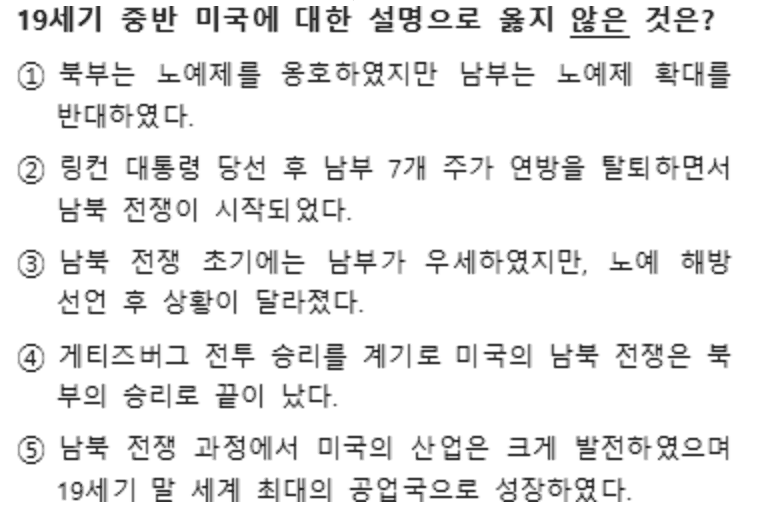 19세기 중반 미국에 대한 설명으로 옳지 않은 것은?
① 북부는 노예제를 옹호하였지만 남부는 노예제 확대를
반대하였다.
② 링컨 대통령 당선 후 남부 7개 주가 연방을 탈퇴하면서
남북 전쟁이 시작되었다.
③ 남북 전쟁 초기에는 남부가 우세하였지만, 노예 해방
선언 후 상황이 달라졌다.
④ 게티즈버그 전투 승리를 계기로 미국의 남북 전쟁은 북
부의 승리로 끝이 났다.
⑤ 남북 전쟁 과정에서 미국의 산업은 크게 발전하였으며
19세기 말 세계 최대의 공업국으로 성장하였다.